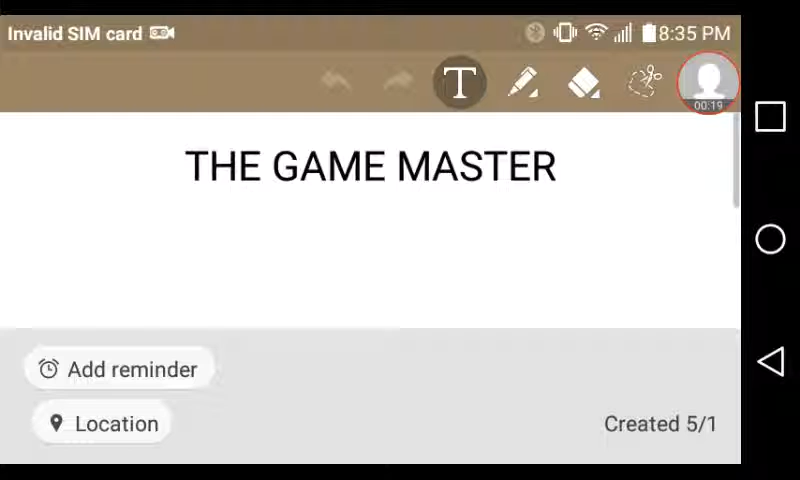 Invalid SIM card 8:35 PM
T 00:19
THE GAME MASTER
Add reminder
Location Created 5/1